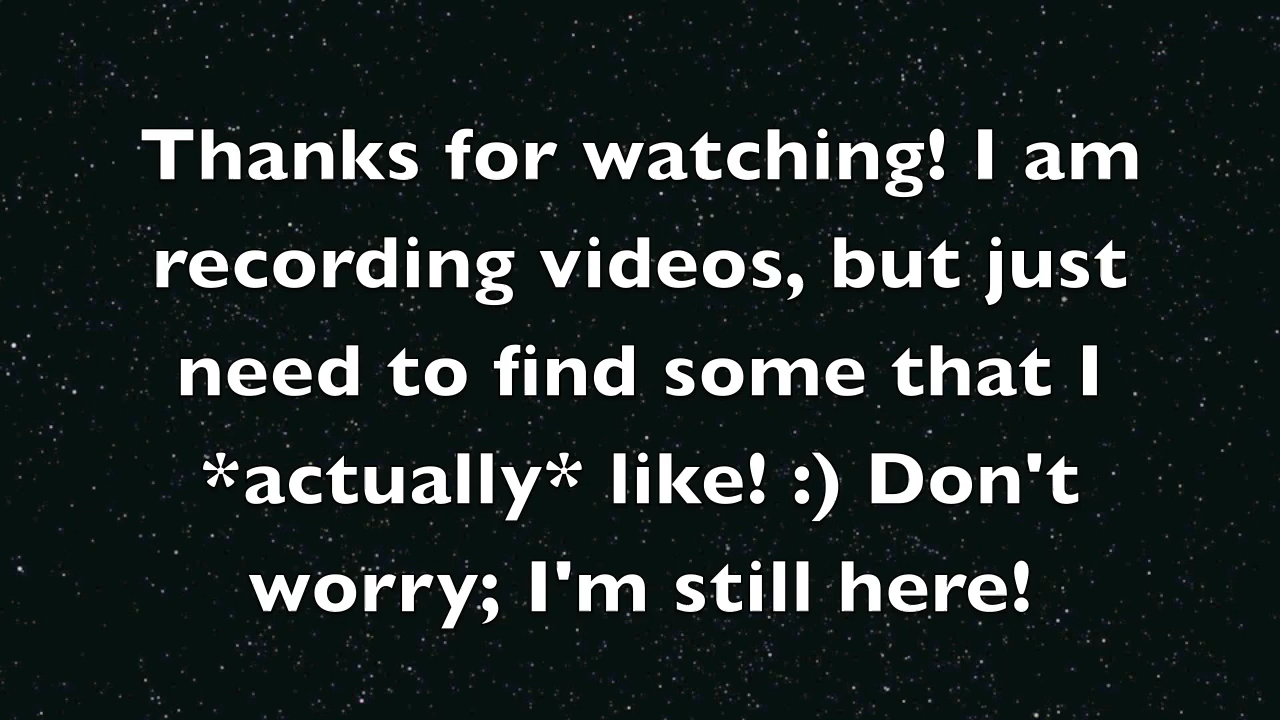 Thanks for watching! I am
recording videos, but just
need to find some that I
*actually* like! :) Don't
worry; I'm still here!